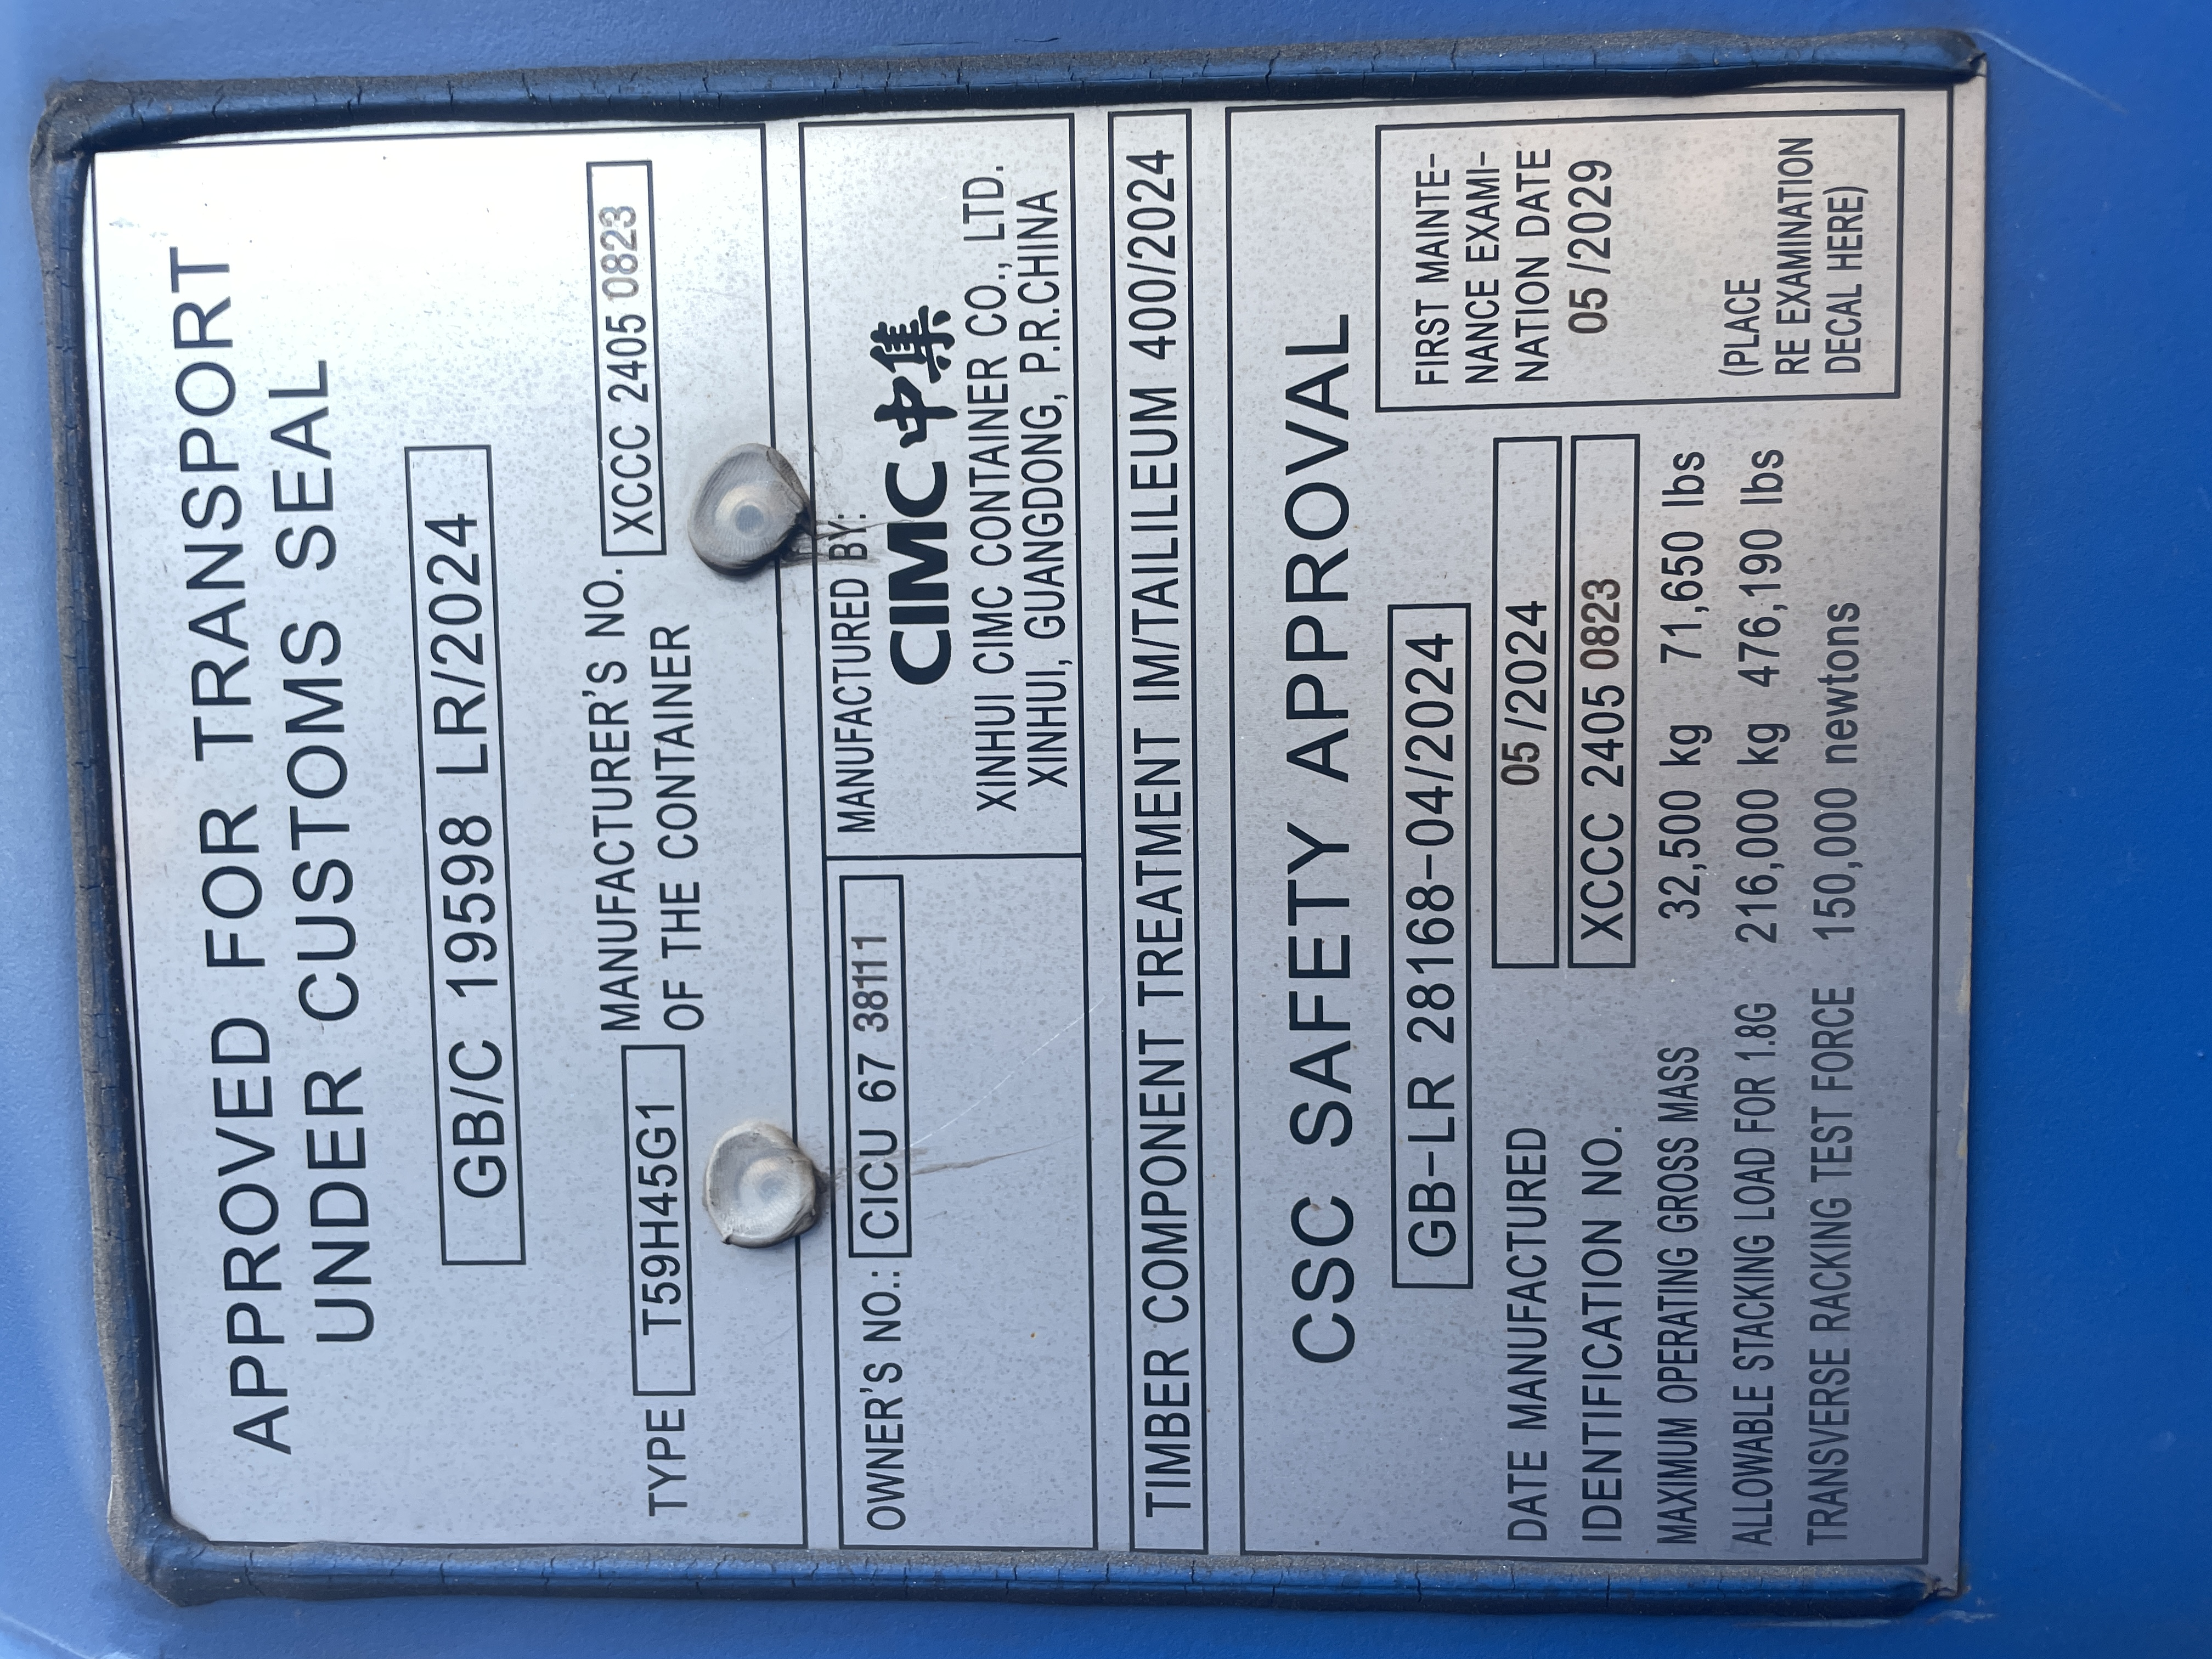 APPROVED FOR TRANSPORT
UNDER CUSTOMS SEAL
GB/C 19598 LR/2024
TYPE T59H45G1 MANUFACTURER'S NO. XCCC 2405 0823
OF THE CONTAINER
OWNER'S NO.: CICU 67 38111
MANUFACTURED BY:
CIMC 中集
XINHUI CIMC CONTAINER CO., LTD.
XINHUI, GUANGDONG, P.R.CHINA
TIMBER COMPONENT TREATMENT IM/TAILILEUM 400/2024
CSC SAFETY APPROVAL
GB-LR 28168-04/2024
DATE MANUFACTURED 05/2024
IDENTIFICATION NO. XCCC 2405 0823
MAXIMUM OPERATING GROSS MASS 32,500 kg 71,650 lbs
ALLOWABLE STACKING LOAD FOR 1.8G 216,000 kg 476,190 lbs
TRANSVERSE RACKING TEST FORCE 150,000 newtons
FIRST MAINTE-
NANCE EXAMI-
NATION DATE
05 /2029
(PLACE
RE EXAMINATION
DECAL HERE)